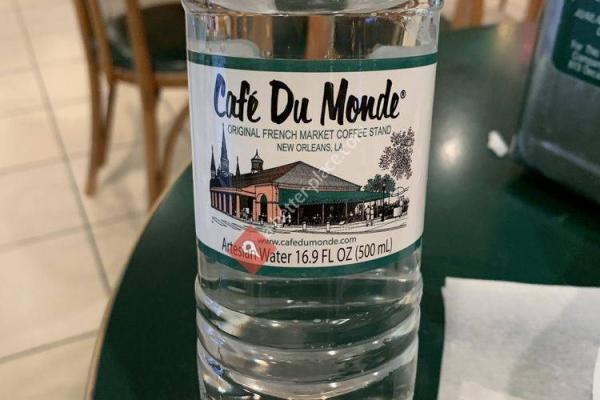 Café Du Monde®
ORIGINAL FRENCH MARKET COFFEE STAND
NEW ORLEANS, LA
www.cafedumonde.com
Artesian Water 16.9 FL OZ (500 mL)